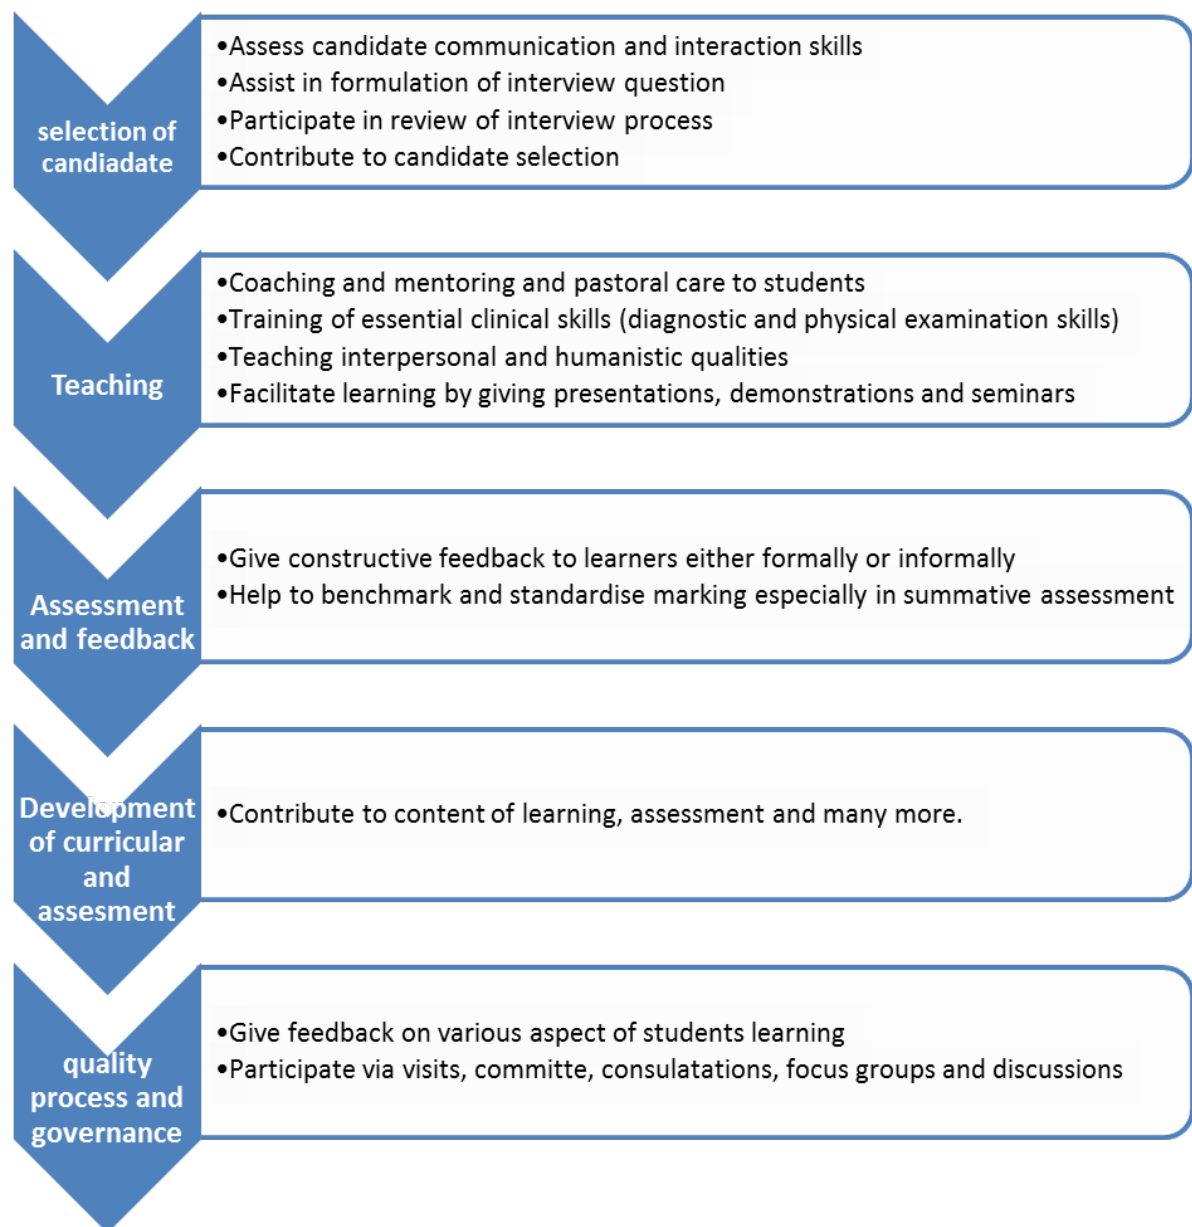 selection of
candiadate
•Assess candidate communication and interaction skills
•Assist in formulation of interview question
•Participate in review of interview process
•Contribute to candidate selection
Teaching
•Coaching and mentoring and pastoral care to students
•Training of essential clinical skills (diagnostic and physical examination skills)
•Teaching interpersonal and humanistic qualities
•Facilitate learning by giving presentations, demonstrations and seminars
Assessment
and feedback
•Give constructive feedback to learners either formally or informally
•Help to benchmark and standardise marking especially in summative assessment
Development
of curricular
and
assesment
•Contribute to content of learning, assessment and many more.
quality
process and
governance
•Give feedback on various aspect of students learning
•Participate via visits, committe, consulatations, focus groups and discussions